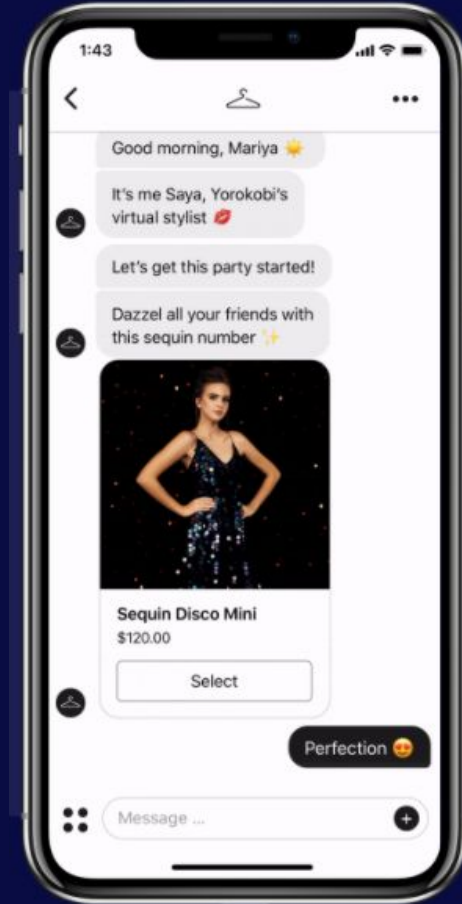 1:43
Good morning, Mariya ☀️
It's me Saya, Yorokobi's
virtual stylist 💋
Let's get this party started!
Dazzel all your friends with
this sequin number ✨
Sequin Disco Mini
$120.00
Select
Perfection 😍
Message ...